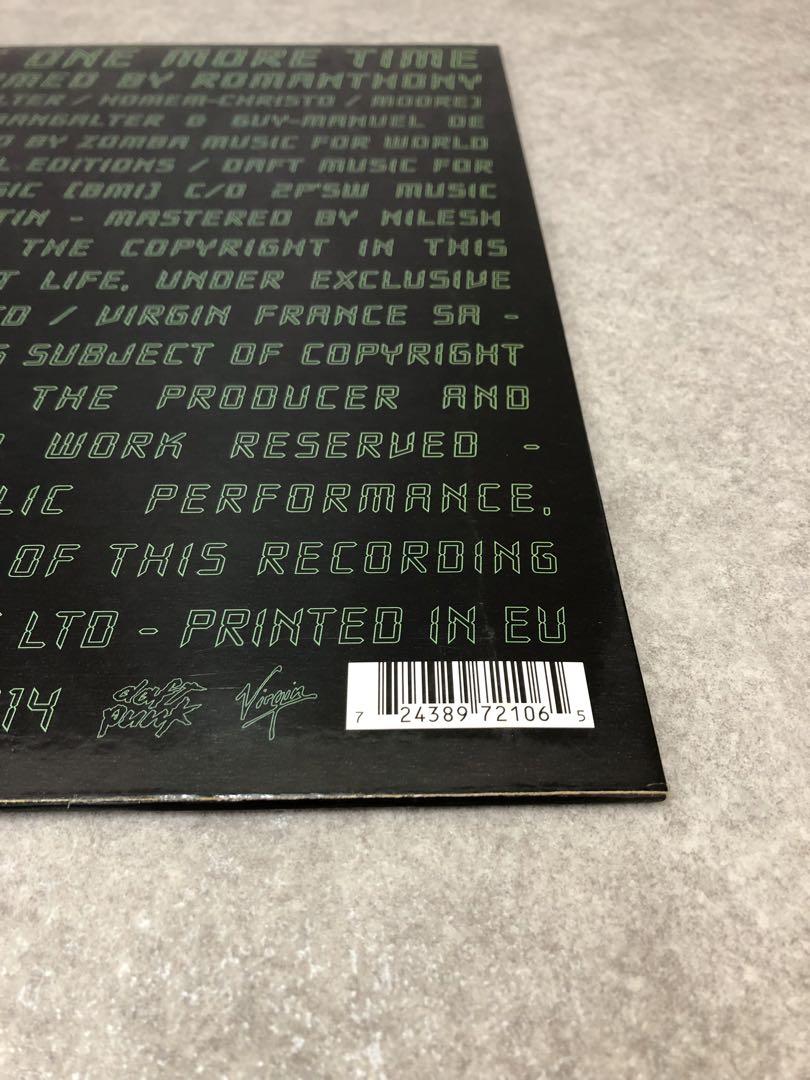 ONE MORE TIME
RMED BY ROMANTHONY
LTER / HOMEM-CHRISTO / MOORE]
BANGALTER & GUY-MANUEL DE
D BY ZOMBA MUSIC FOR WORLD
L EDITIONS / DAFT MUSIC FOR
SIC [BMI] C/O ZP'SW MUSIC
TIN - MASTERED BY NILESH
THE COPYRIGHT IN THIS
T LIFE. UNDER EXCLUSIVE
/ VIRGIN FRANCE SA -
SUBJECT OF COPYRIGHT
THE PRODUCER AND
WORK RESERVED -
LIC PERFORMANCE,
OF THIS RECORDING
LTD - PRINTED IN EU
14 daft punk Virgin 7 24389 72106 5